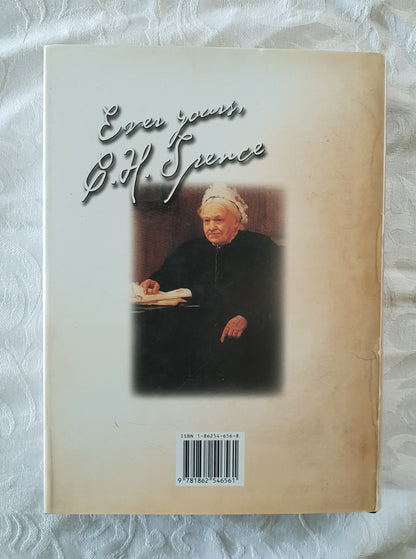 Ever yours,
C.H. Spence
ISBN 1-86254-656-8
9 781862 546561